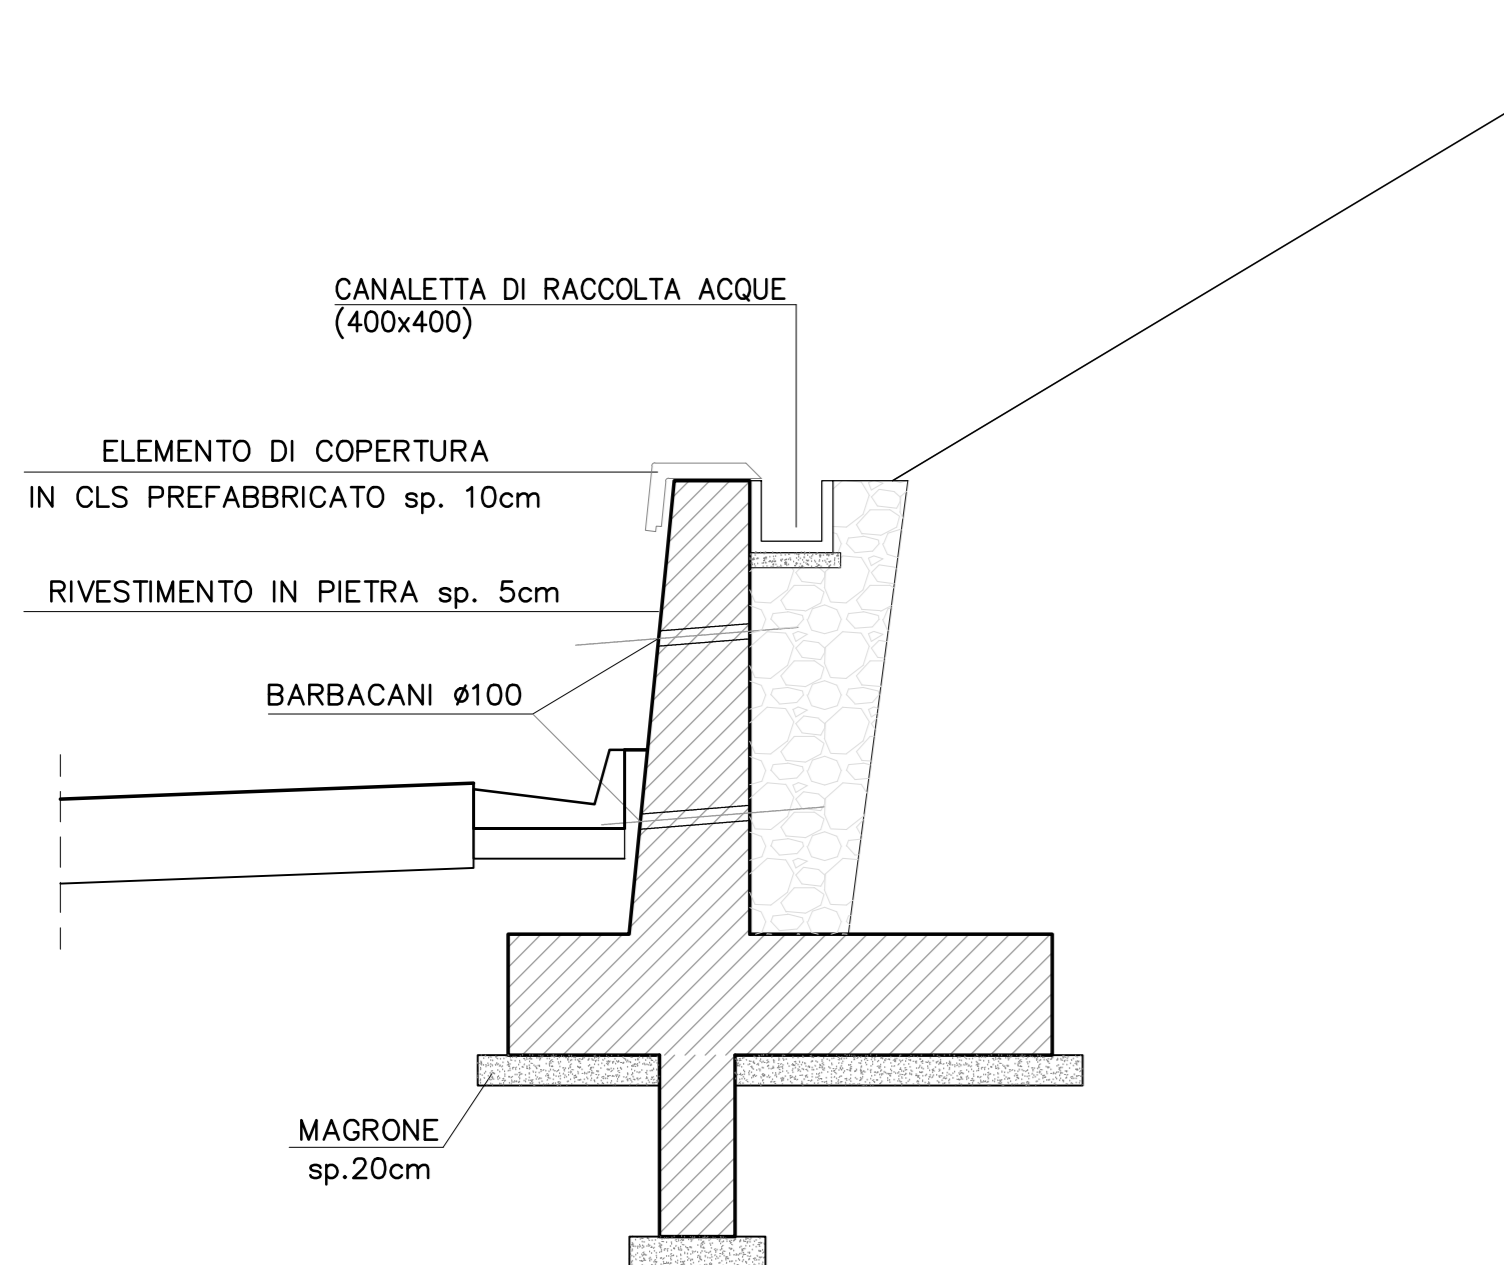 CANALETTA DI RACCOLTA ACQUE
(400x400)
ELEMENTO DI COPERTURA
IN CLS PREFABBRICATO sp. 10cm
RIVESTIMENTO IN PIETRA sp. 5cm
BARBACANI ø100
MAGRONE
sp.20cm